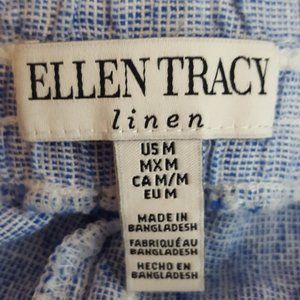 ELLEN TRACY
linen
US M
MX M
CA M/M
EU M
MADE IN
BANGLADESH
FABRIQUÉ AU
BANGLADESH
HECHO EN
BANGLADESH